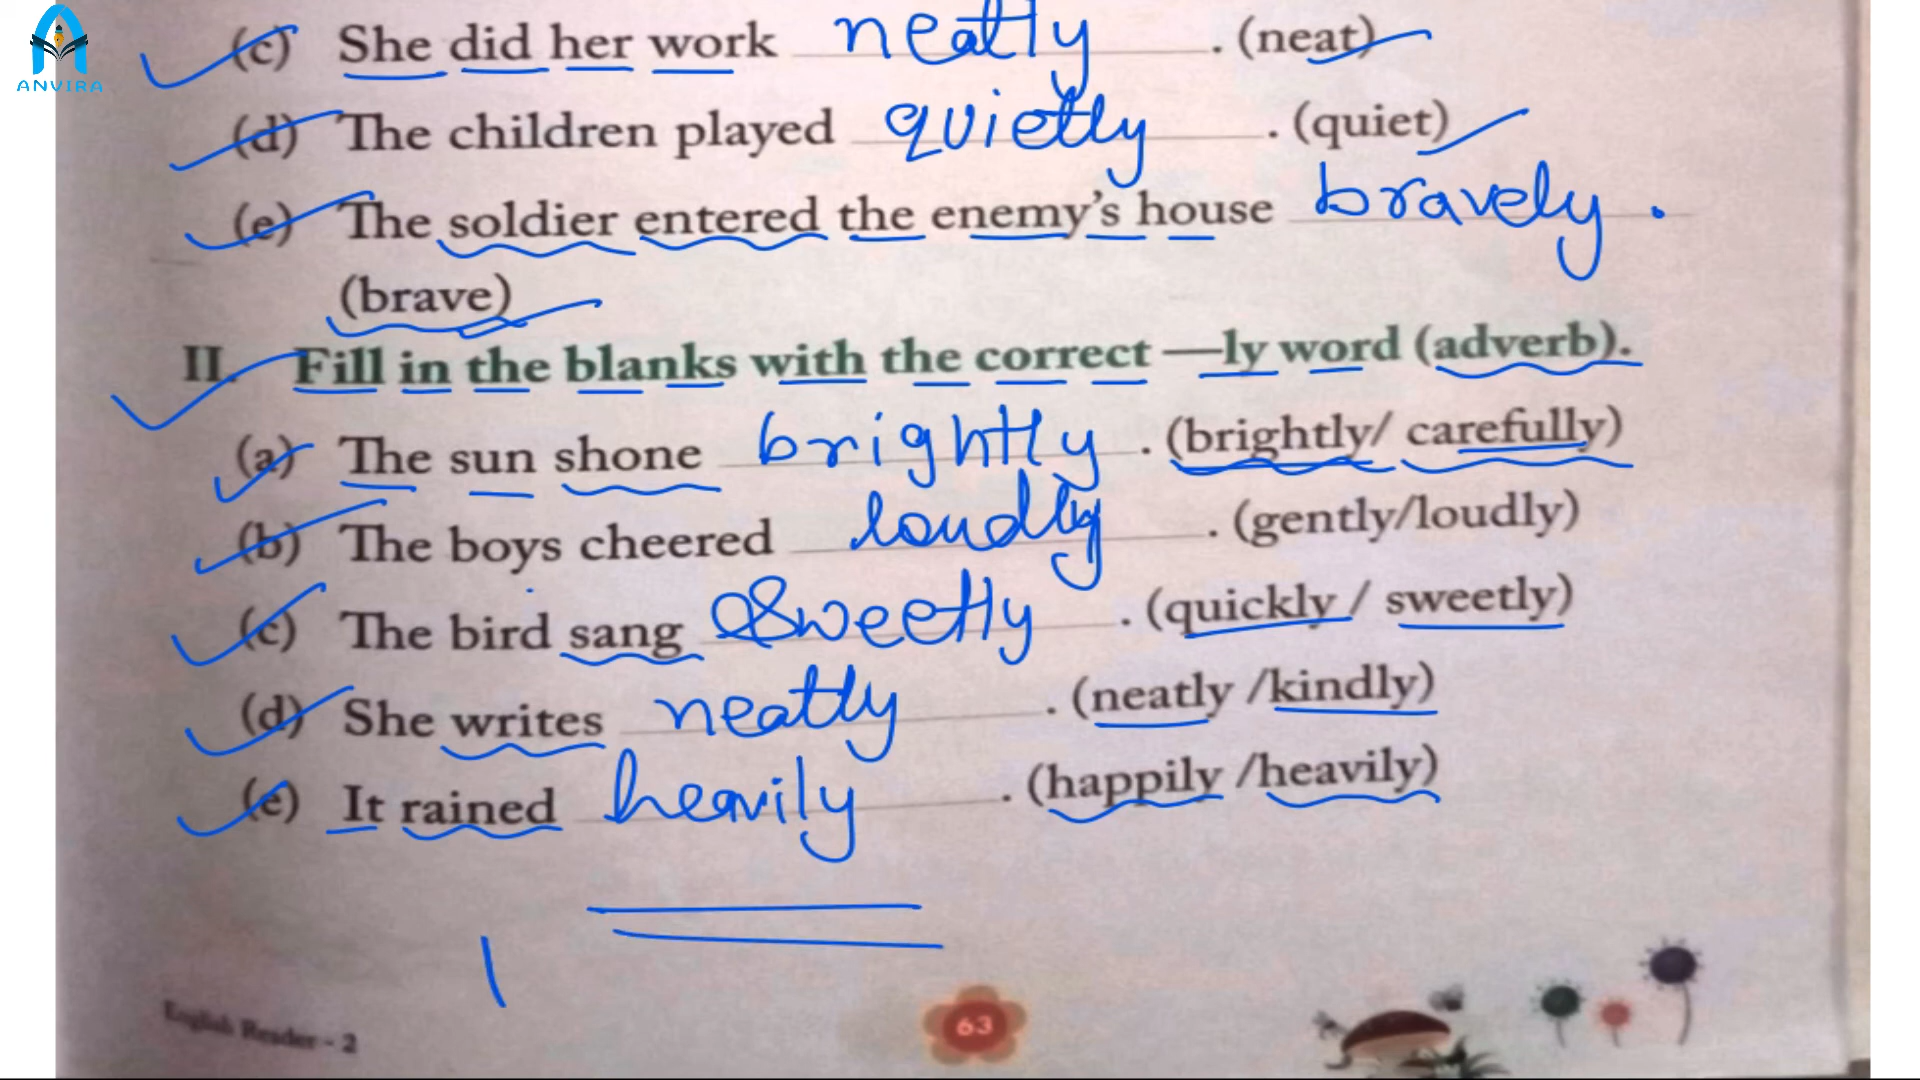 ANVIRA
(c) She did her work neatly . (neat)
(d) The children played quietly . (quiet)
(e) The soldier entered the enemy's house bravely .
(brave)
II. Fill in the blanks with the correct —ly word (adverb).
(a) The sun shone brightly . (brightly/ carefully)
(b) The boys cheered loudly . (gently/loudly)
(c) The bird sang Sweetly . (quickly / sweetly)
(d) She writes neatly . (neatly /kindly)
(e) It rained heavily . (happily /heavily)
English Reader - 2
63